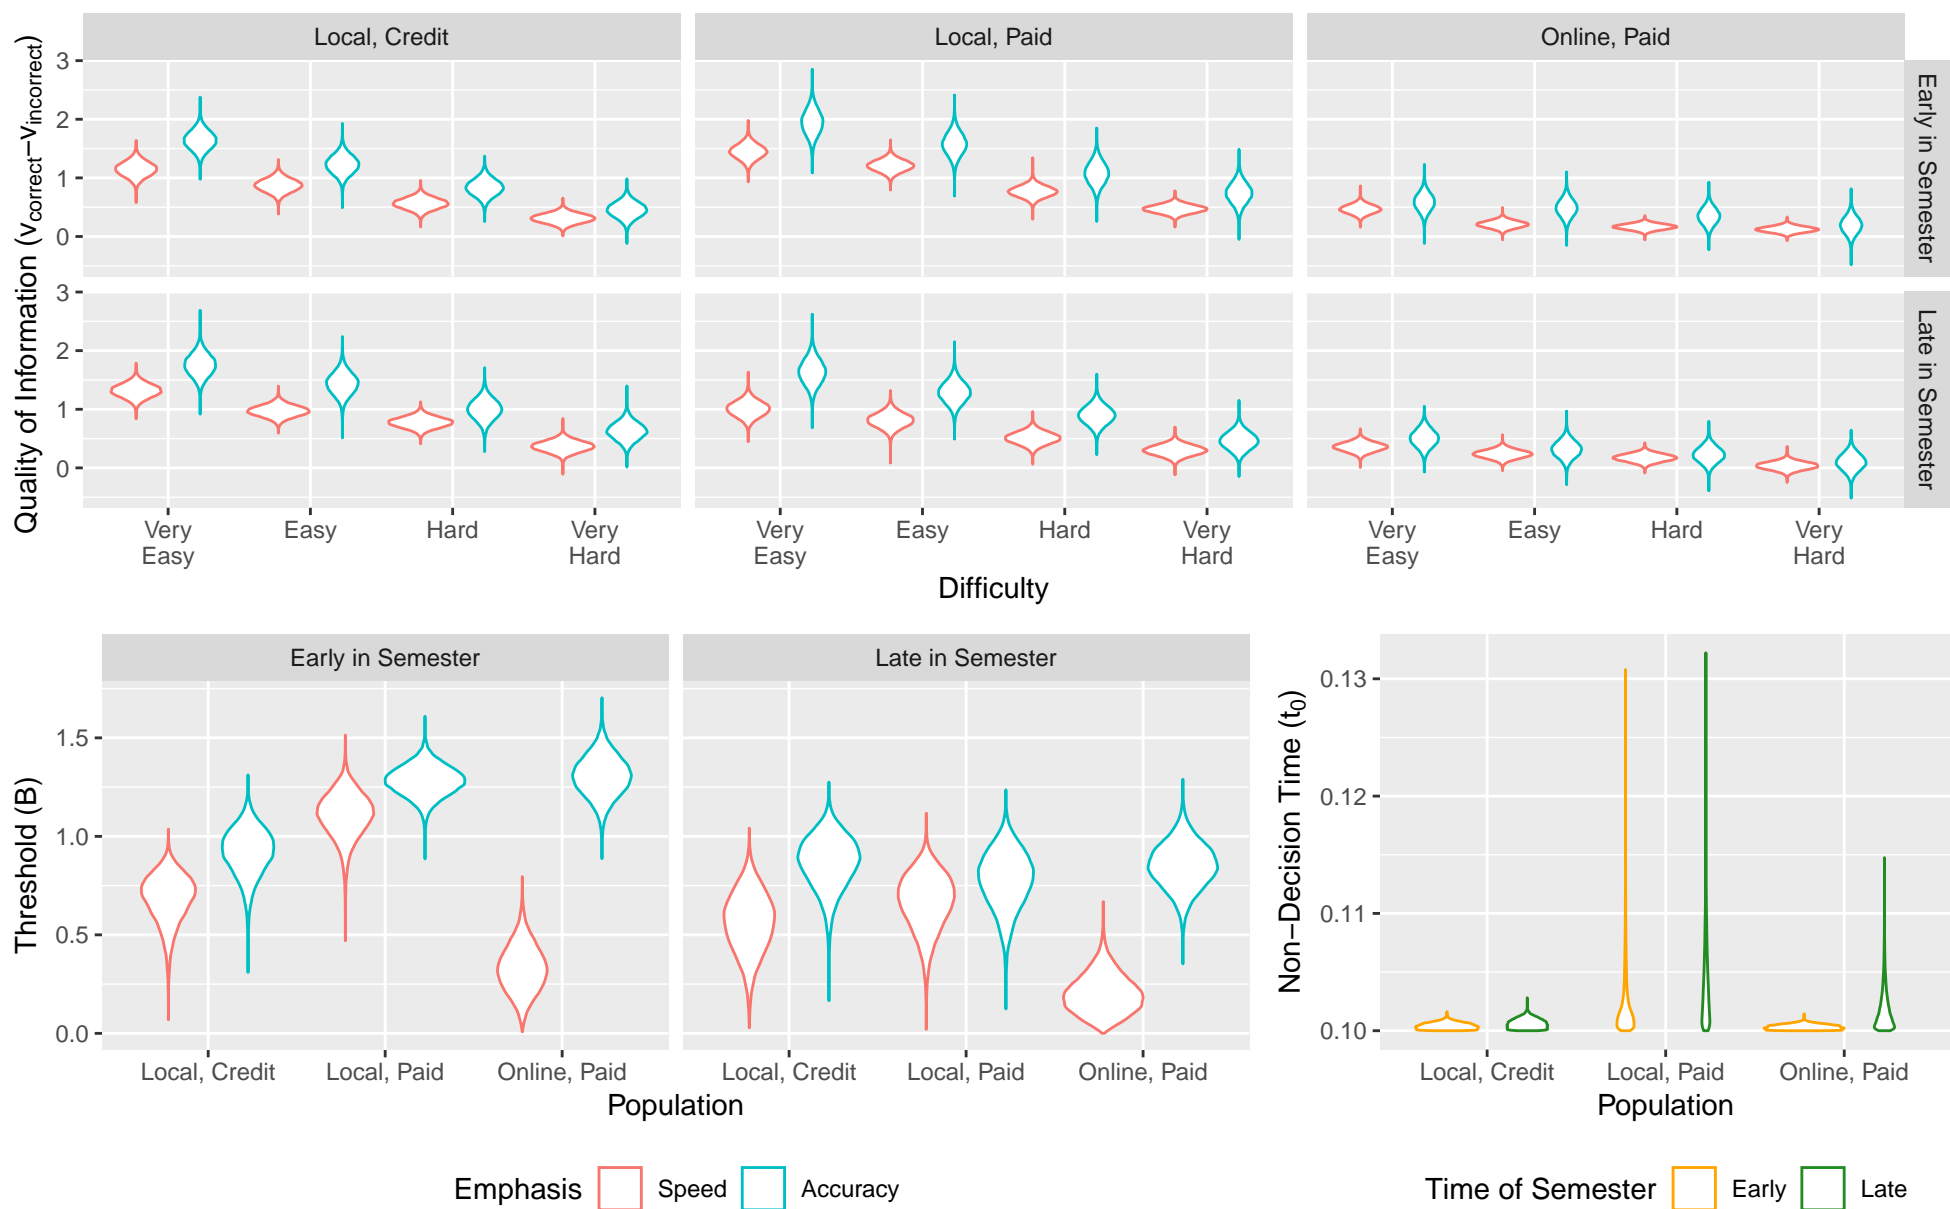 Local, Credit
Local, Paid
Online, Paid
Quality of Information (vcorrect−vincorrect)
3
2
1
0
Early in Semester
3
2
1
0
Late in Semester
Very Easy
Easy
Hard
Very Hard
Very Easy
Easy
Hard
Very Hard
Very Easy
Easy
Hard
Very Hard
Difficulty
Early in Semester
Late in Semester
Threshold (B)
1.5
1.0
0.5
0.0
Local, Credit
Local, Paid
Online, Paid
Local, Credit
Local, Paid
Online, Paid
Population
Non−Decision Time (t0)
0.13
0.12
0.11
0.10
Local, Credit
Local, Paid
Online, Paid
Population
Emphasis Speed Accuracy
Time of Semester Early Late